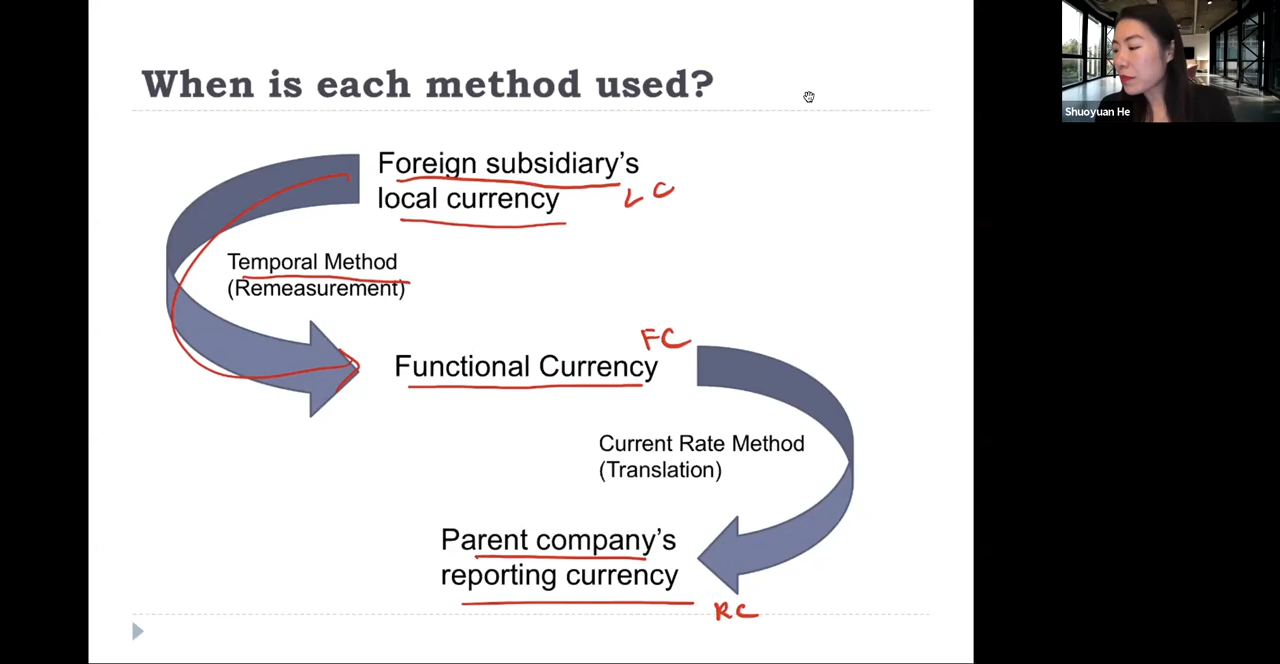 When is each method used?
Shuoyuan He
Foreign subsidiary's
local currency
LC
Temporal Method
(Remeasurement)
FC
Functional Currency
Current Rate Method
(Translation)
Parent company's
reporting currency
RC